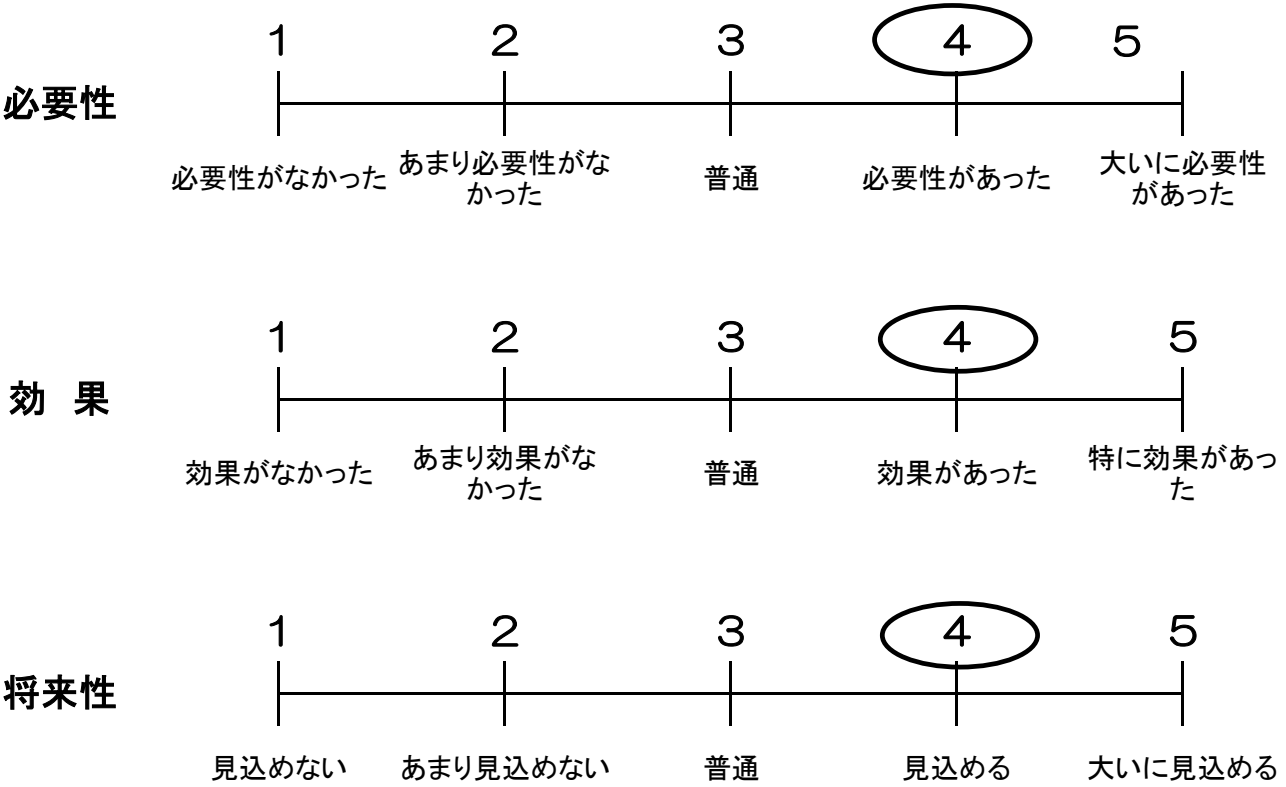 1 2 3 4 5
必要性
必要性がなかった あまり必要性がな 普通 必要性があった 大いに必要性
かった があった
1 2 3 4 5
効 果
効果がなかった あまり効果がな 普通 効果があった 特に効果があっ
かった た
1 2 3 4 5
将来性
見込めない あまり見込めない 普通 見込める 大いに見込める